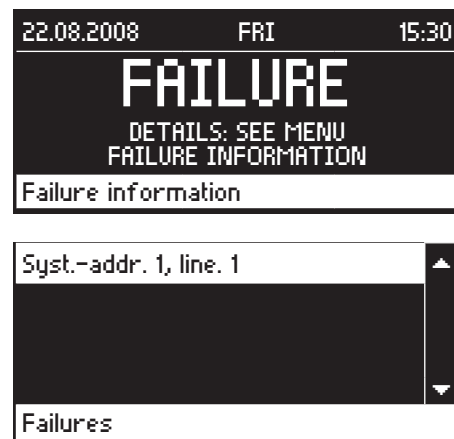 22.08.2008 FRI 15:30
FAILURE
DETAILS: SEE MENU
FAILURE INFORMATION
Failure information
Syst.-addr. 1, line. 1
Failures